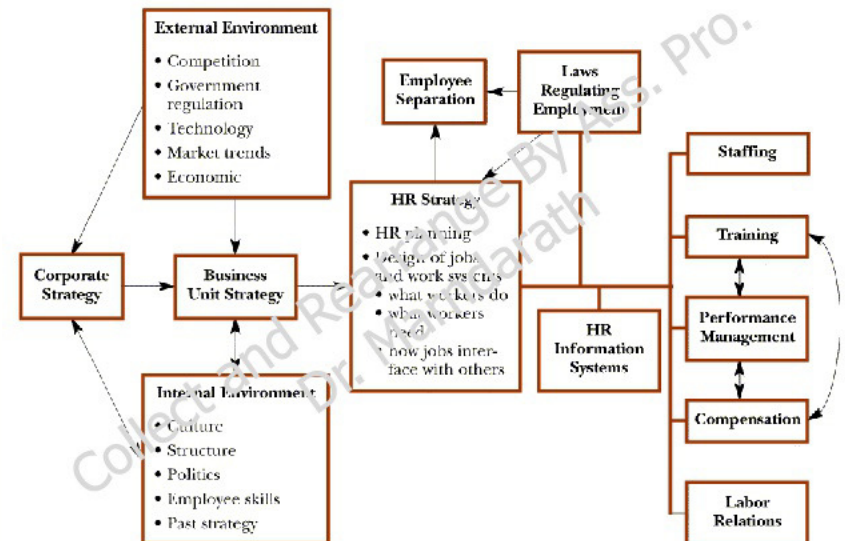 External Environment
• Competition
• Government
regulation
• Technology
• Market trends
• Economic
Employee
Separation
Laws
Regulating
Employment
Corporate
Strategy
Business
Unit Strategy
HR Strategy
• HR planning
• Design of jobs
and work systems
• what workers do
• what workers
need
• how jobs inter-
face with others
Internal Environment
• Culture
• Structure
• Politics
• Employee skills
• Past strategy
HR
Information
Systems
Staffing
Training
Performance
Management
Compensation
Labor
Relations
Collect and Rearrange By Ass. Pro.
Dr.